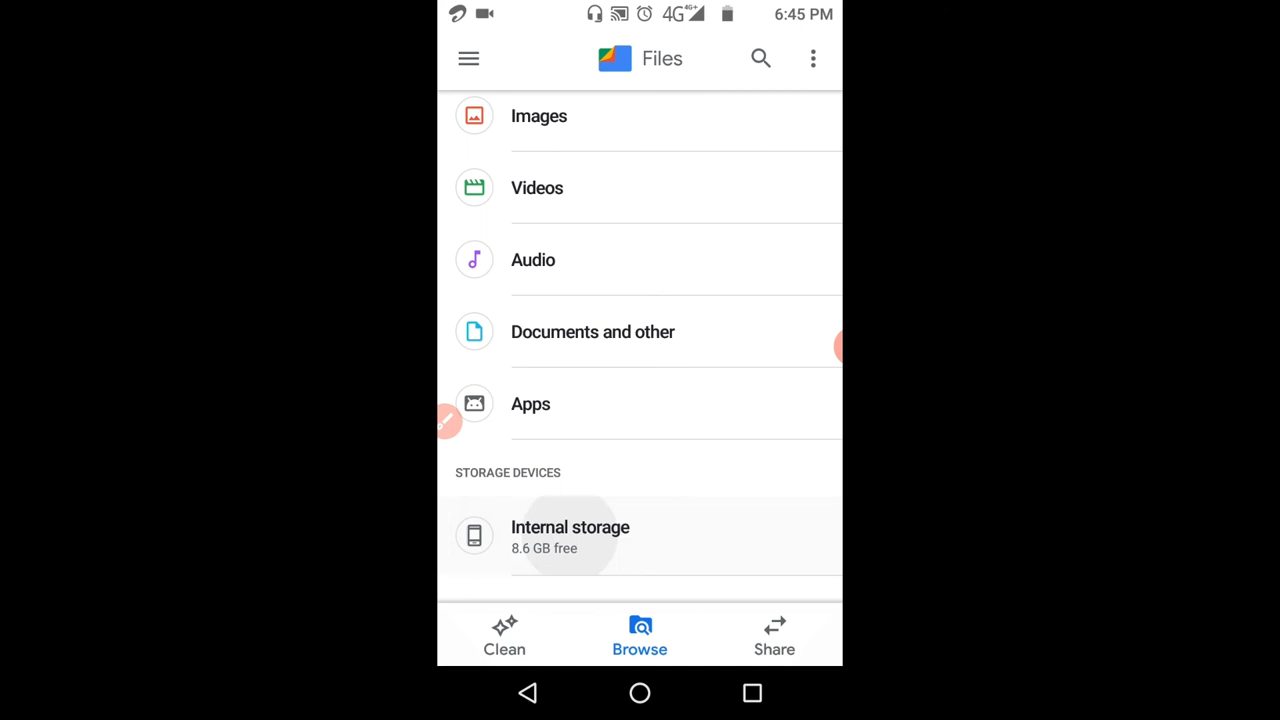 4G 4G+ 6:45 PM
Files
Images
Videos
Audio
Documents and other
Apps
STORAGE DEVICES
Internal storage
8.6 GB free
Clean Browse Share